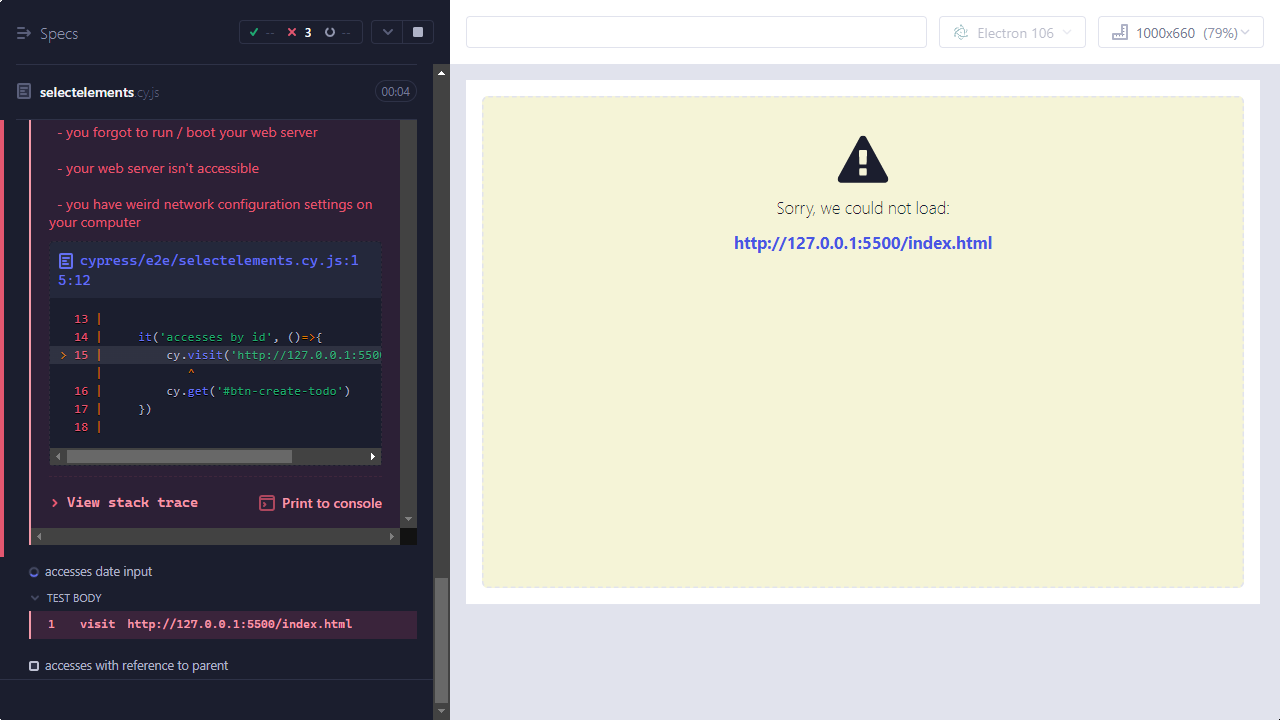 Specs
--
3
--
Electron 106
1000x660 (79%)
selectelements.cy.js
00:04
- you forgot to run / boot your web server
- your web server isn't accessible
- you have weird network configuration settings on
your computer
cypress/e2e/selectelements.cy.js:1
5:12
13 |
14 | it('accesses by id', ()=>{
> 15 | cy.visit('http://127.0.0.1:5500
| ^
16 | cy.get('#btn-create-todo')
17 | })
18 |
View stack trace
Print to console
accesses date input
TEST BODY
1 visit http://127.0.0.1:5500/index.html
accesses with reference to parent
Sorry, we could not load:
http://127.0.0.1:5500/index.html